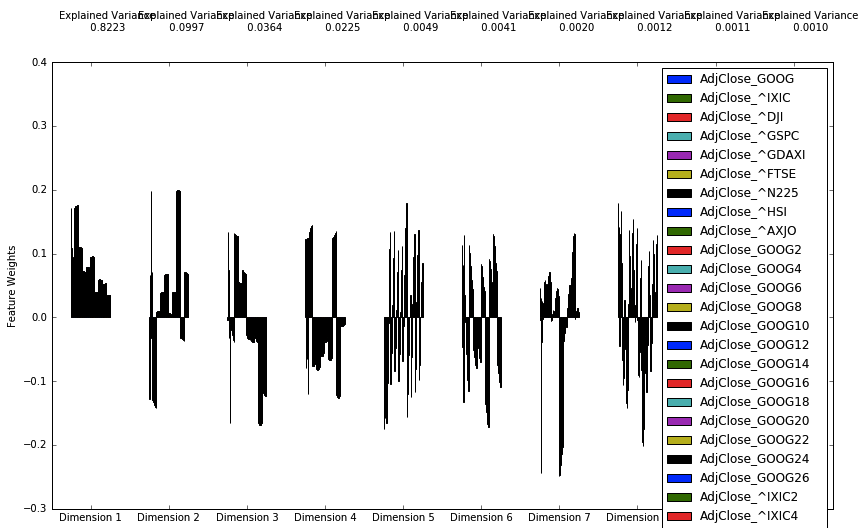 Explained Variance Explained Variance Explained Variance Explained Variance Explained Variance Explained Variance Explained Variance Explained Variance Explained Variance Explained Variance
0.8223 0.0997 0.0364 0.0225 0.0049 0.0041 0.0020 0.0012 0.0011 0.0010
0.4
0.3
0.2
0.1
0.0
−0.1
−0.2
−0.3
Feature Weights
Dimension 1 Dimension 2 Dimension 3 Dimension 4 Dimension 5 Dimension 6 Dimension 7 Dimension
AdjClose_GOOG
AdjClose_^IXIC
AdjClose_^DJI
AdjClose_^GSPC
AdjClose_^GDAXI
AdjClose_^FTSE
AdjClose_^N225
AdjClose_^HSI
AdjClose_^AXJO
AdjClose_GOOG2
AdjClose_GOOG4
AdjClose_GOOG6
AdjClose_GOOG8
AdjClose_GOOG10
AdjClose_GOOG12
AdjClose_GOOG14
AdjClose_GOOG16
AdjClose_GOOG18
AdjClose_GOOG20
AdjClose_GOOG22
AdjClose_GOOG24
AdjClose_GOOG26
AdjClose_^IXIC2
AdjClose_^IXIC4